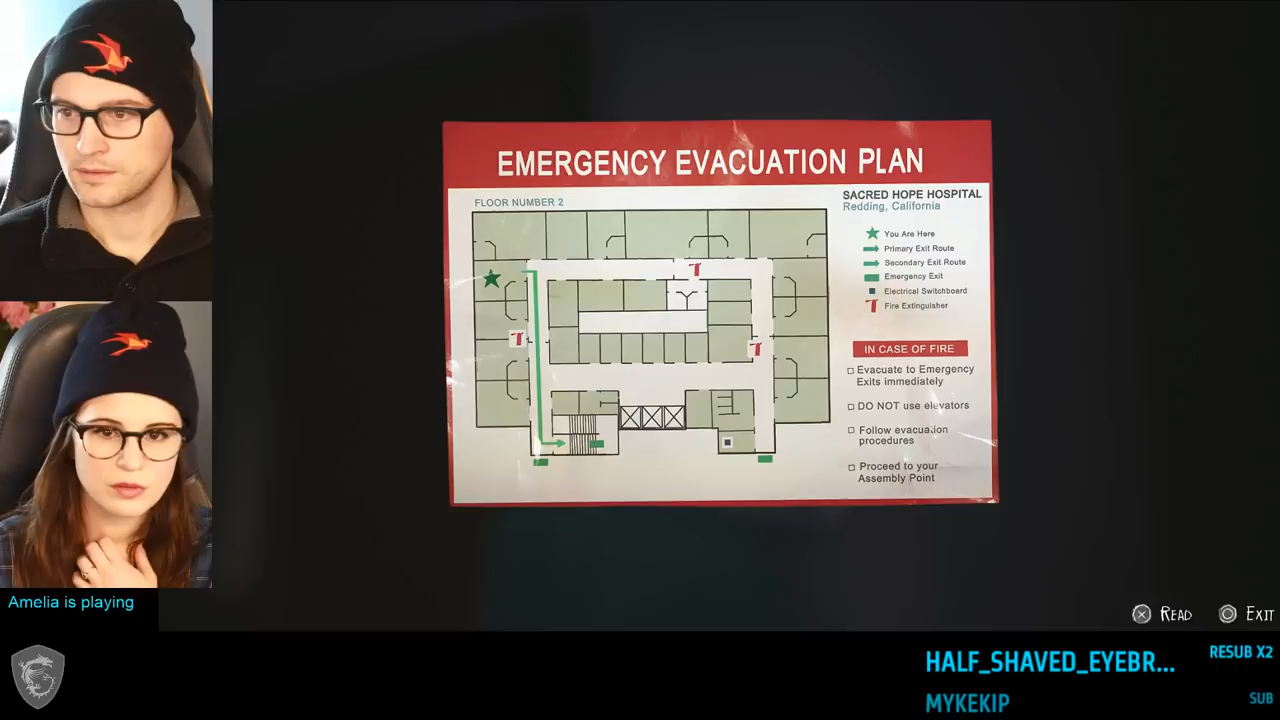 EMERGENCY EVACUATION PLAN
FLOOR NUMBER 2
SACRED HOPE HOSPITAL
Redding, California
You Are Here
Primary Exit Route
Secondary Exit Route
Emergency Exit
Electrical Switchboard
Fire Extinguisher
IN CASE OF FIRE
Evacuate to Emergency
Exits immediately
DO NOT use elevators
Follow evacuation
procedures
Proceed to your
Assembly Point
Amelia is playing
READ
EXIT
HALF_SHAVED_EYEBR...
RESUB X2
MYKEKIP
SUB